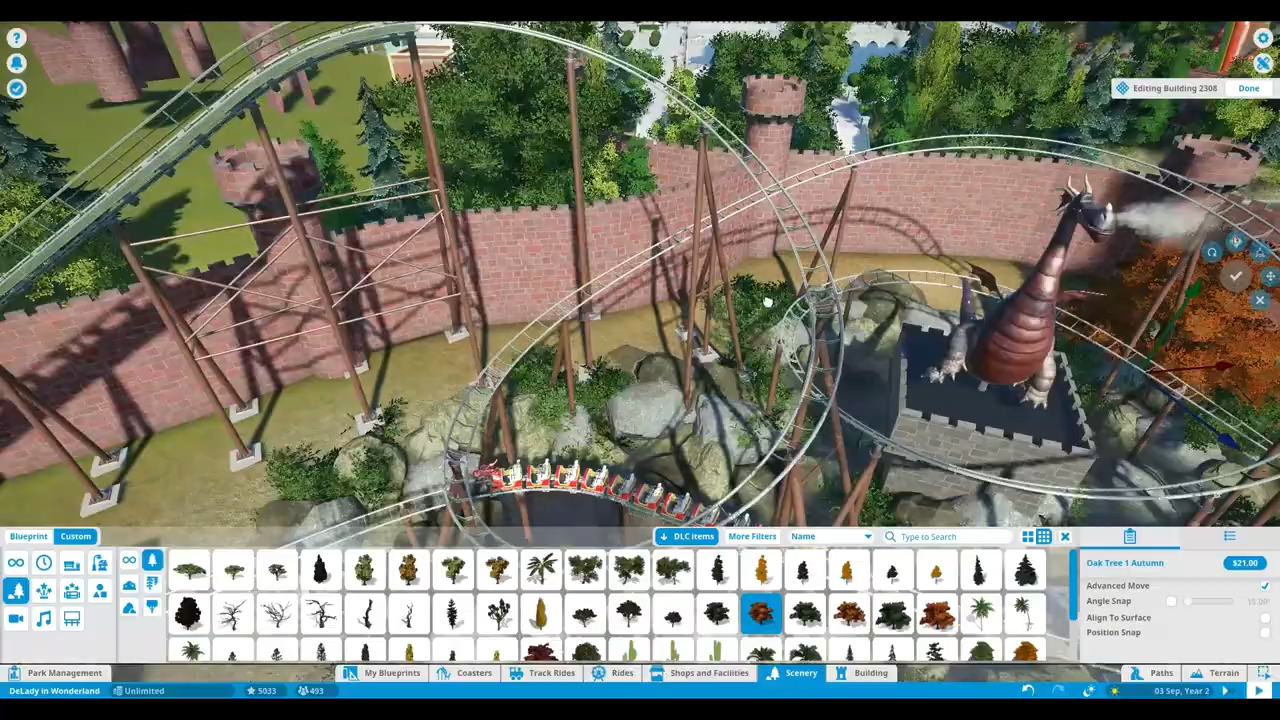 ?
Editing Building 2308 Done
Blueprint Custom
DLC items More Filters Name Type to Search
Oak Tree 1 Autumn $21.00
Advanced Move
Angle Snap
Align To Surface
Position Snap
Park Management My Blueprints Coasters Track Rides Rides Shops and Facilities Scenery Building Paths Terrain
DeLady in Wonderland Unlimited 5033 493 03 Sep, Year 2